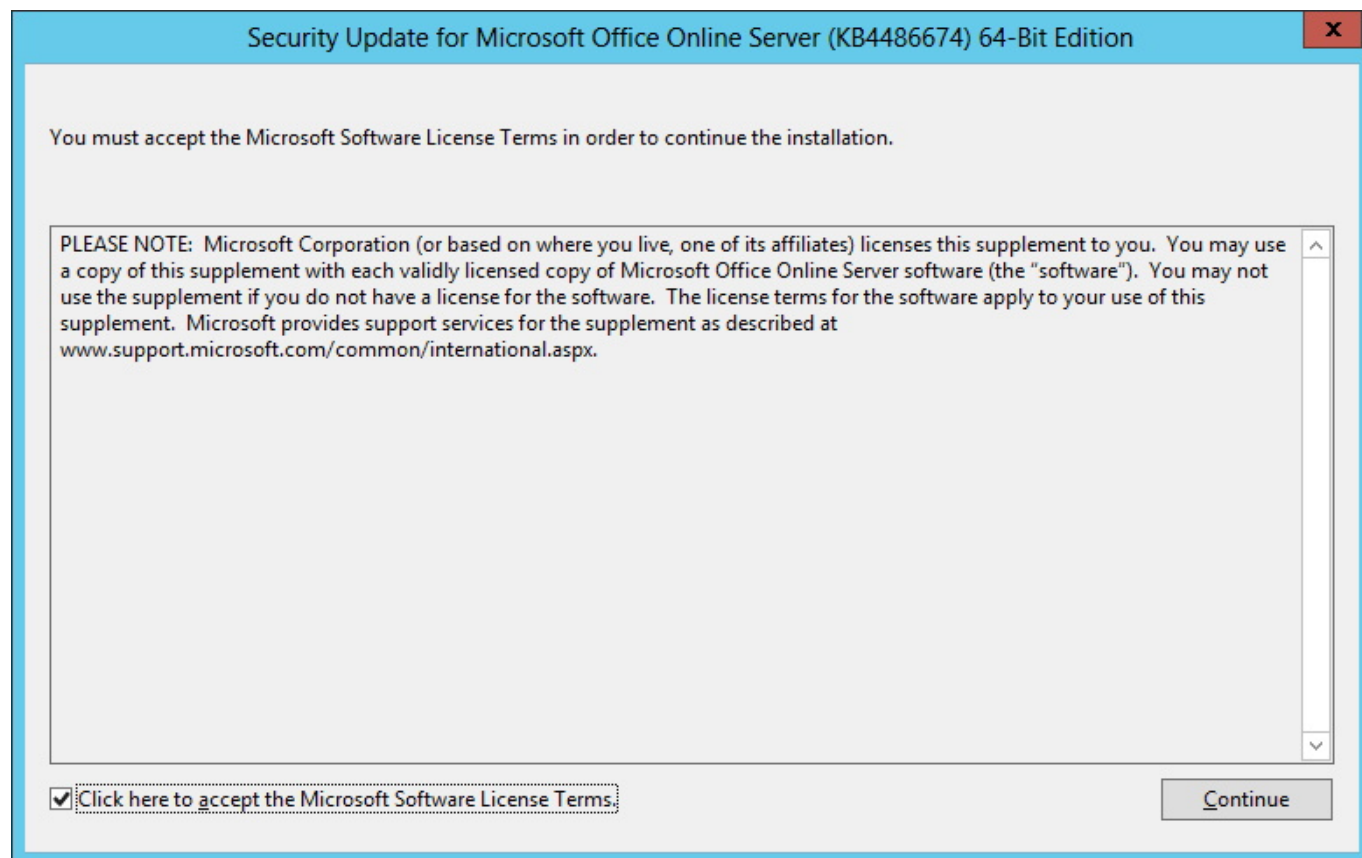 Security Update for Microsoft Office Online Server (KB4486674) 64-Bit Edition
x
You must accept the Microsoft Software License Terms in order to continue the installation.
PLEASE NOTE:  Microsoft Corporation (or based on where you live, one of its affiliates) licenses this supplement to you.  You may use
a copy of this supplement with each validly licensed copy of Microsoft Office Online Server software (the “software”).  You may not
use the supplement if you do not have a license for the software.  The license terms for the software apply to your use of this
supplement.  Microsoft provides support services for the supplement as described at
www.support.microsoft.com/common/international.aspx.
Click here to accept the Microsoft Software License Terms.
Continue